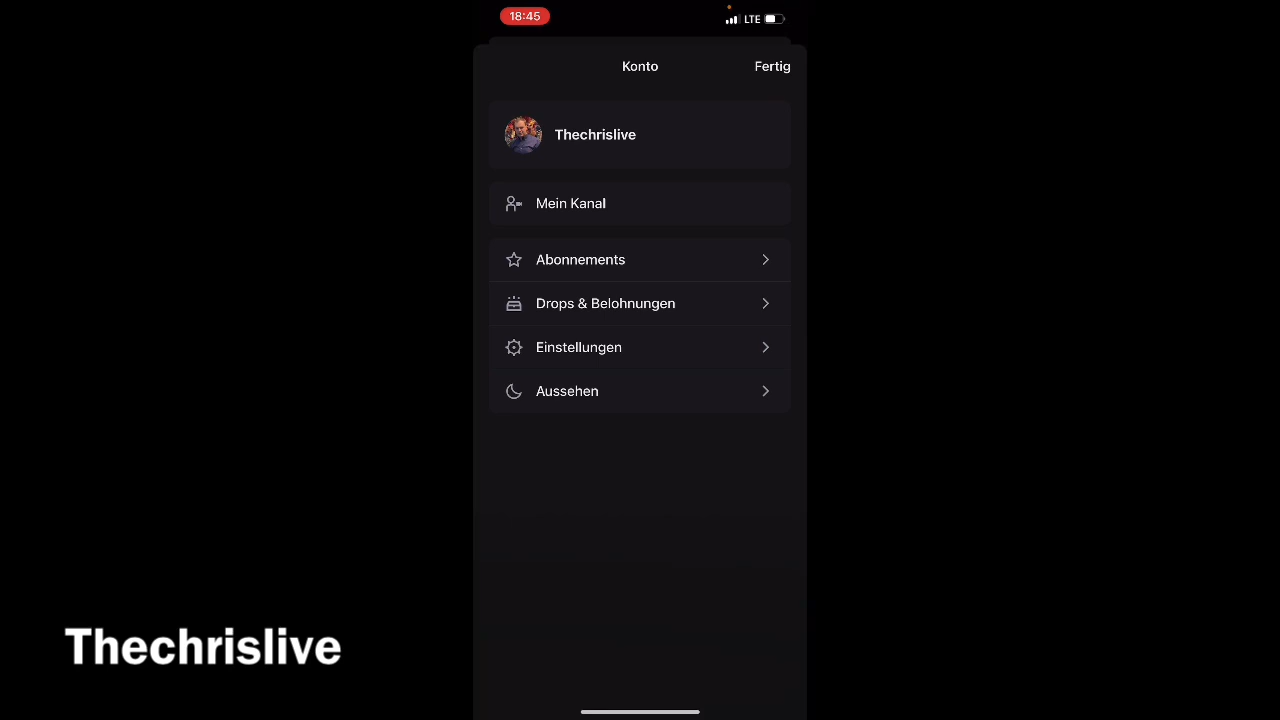 18:45
LTE
Konto
Fertig
Thechrislive
Mein Kanal
Abonnements
Drops & Belohnungen
Einstellungen
Aussehen
Thechrislive